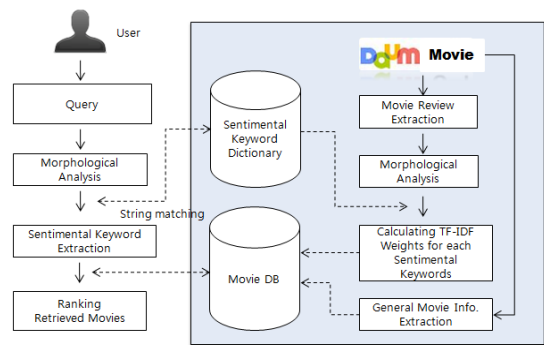 User
Query
Morphological
Analysis
String matching
Sentimental Keyword
Extraction
Ranking
Retrieved Movies
Sentimental
Keyword
Dictionary
Movie DB
Daum Movie
Movie Review
Extraction
Morphological
Analysis
Calculating TF-IDF
Weights for each
Sentimental
Keywords
General Movie Info.
Extraction